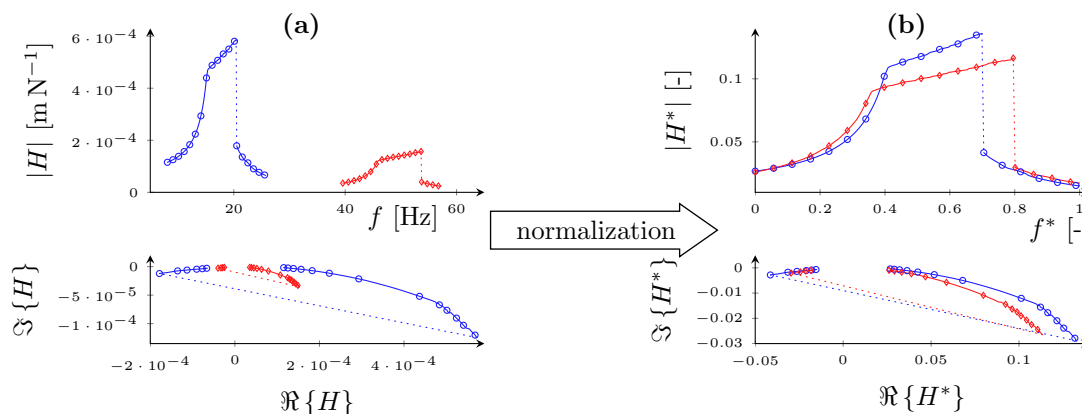 (a)
|H| [m N⁻¹]
6 · 10⁻⁴
4 · 10⁻⁴
2 · 10⁻⁴
0
20
40
60
f [Hz]
ℑ {H}
0
−5 · 10⁻⁵
−1 · 10⁻⁴
−2 · 10⁻⁴
0
2 · 10⁻⁴
4 · 10⁻⁴
ℜ {H}
normalization
(b)
|H*| [-]
0.1
0.05
0
0.2
0.4
0.6
0.8
1
f* [-
ℑ {H*}
0
−0.01
−0.02
−0.03
−0.05
0
0.05
0.1
ℜ {H*}